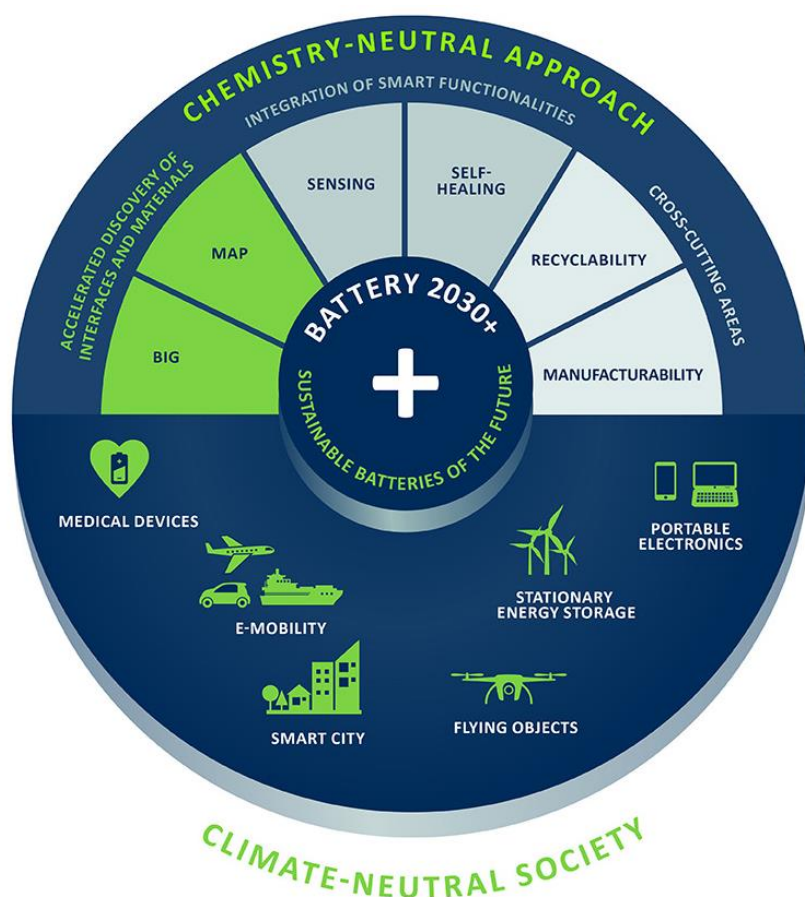 CHEMISTRY-NEUTRAL APPROACH
INTEGRATION OF SMART FUNCTIONALITIES
ACCELERATED DISCOVERY OF
INTERFACES AND MATERIALS
CROSS-CUTTING AREAS
BIG
MAP
SENSING
SELF-
HEALING
RECYCLABILITY
MANUFACTURABILITY
BATTERY 2030+
SUSTAINABLE BATTERIES OF THE FUTURE
MEDICAL DEVICES
E-MOBILITY
SMART CITY
FLYING OBJECTS
STATIONARY
ENERGY STORAGE
PORTABLE
ELECTRONICS
CLIMATE-NEUTRAL SOCIETY